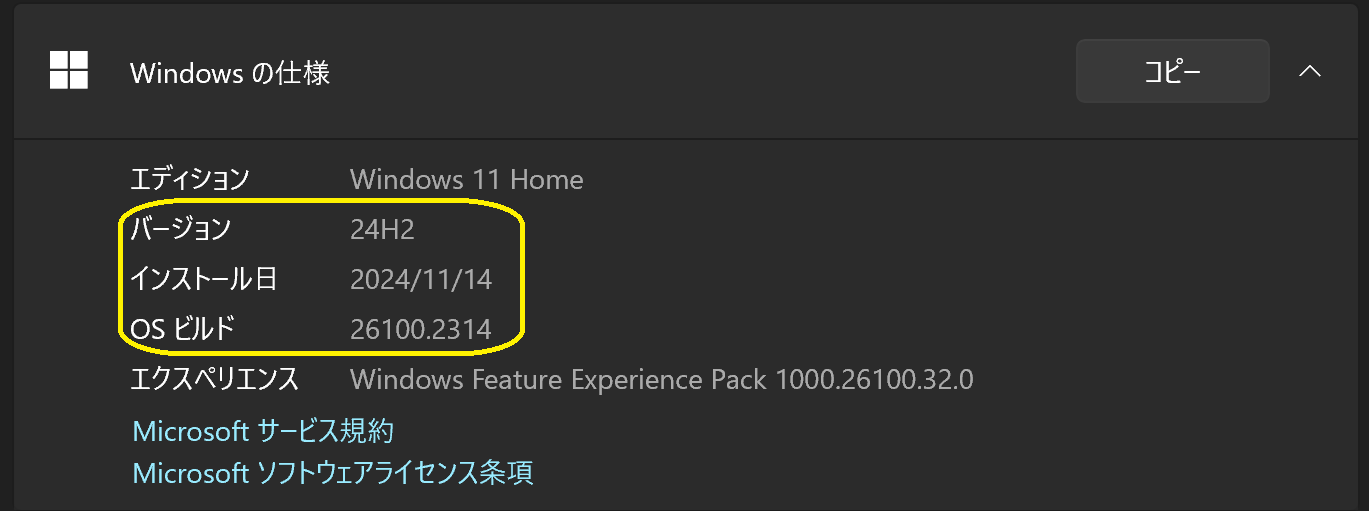 Windows の仕様 コピー
エディション Windows 11 Home
バージョン 24H2
インストール日 2024/11/14
OS ビルド 26100.2314
エクスペリエンス Windows Feature Experience Pack 1000.26100.32.0
Microsoft サービス規約
Microsoft ソフトウェアライセンス条項